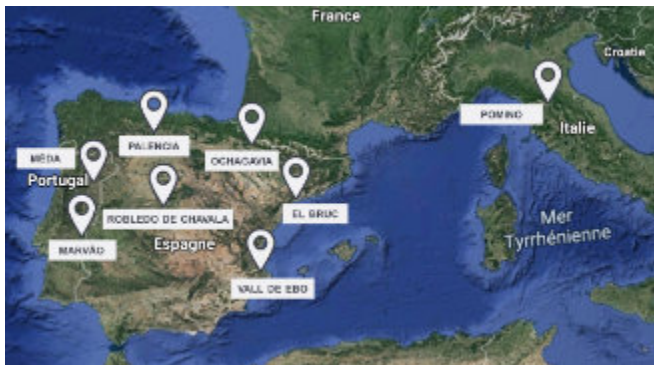 France
Croatie
POMINO
Italie
PALENCIA
OCHAGAVIA
MÊDA
Portugal
ROBLEDO DE CHAVALA
EL BRUC
MARVÃO
Espagne
Mer
Tyrrhénienne
VALL DE EBO